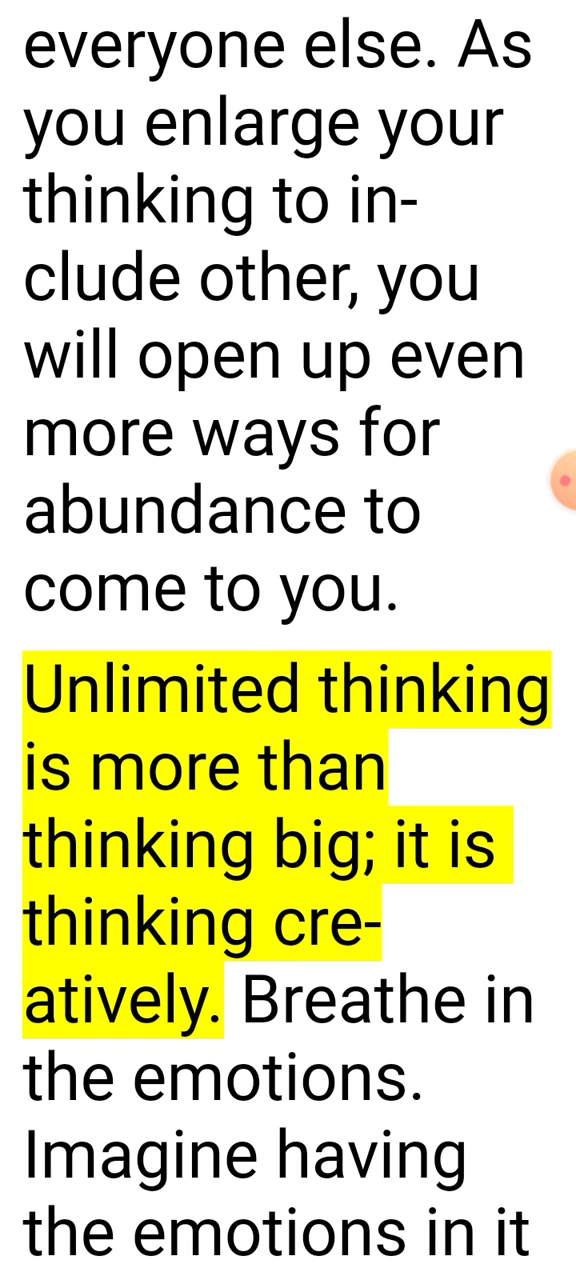 everyone else. As
you enlarge your
thinking to in-
clude other, you
will open up even
more ways for
abundance to
come to you.
Unlimited thinking
is more than
thinking big; it is
thinking cre-
atively. Breathe in
the emotions.
Imagine having
the emotions in it